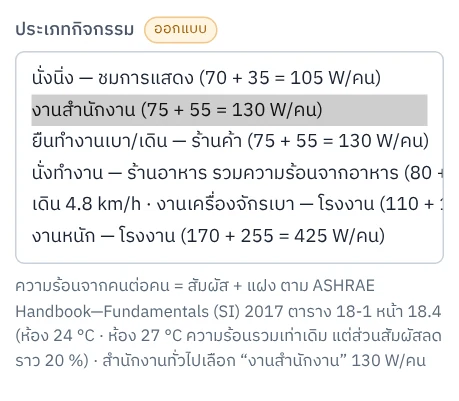 ประเภทกิจกรรม ออกแบบ
นั่งนิ่ง — ชมการแสดง (70 + 35 = 105 W/คน)
งานสำนักงาน (75 + 55 = 130 W/คน)
ยืนทำงานเบา/เดิน — ร้านค้า (75 + 55 = 130 W/คน)
นั่งทำงาน — ร้านอาหาร รวมความร้อนจากอาหาร (80 +
เดิน 4.8 km/h · งานเครื่องจักรเบา — โรงงาน (110 +
งานหนัก — โรงงาน (170 + 255 = 425 W/คน)
ความร้อนจากคนต่อคน = สัมผัส + แฝง ตาม ASHRAE
Handbook—Fundamentals (SI) 2017 ตาราง 18-1 หน้า 18.4
(ห้อง 24 °C · ห้อง 27 °C ความร้อนรวมเท่าเดิม แต่ส่วนสัมผัสลด
ราว 20 %) · สำนักงานทั่วไปเลือก “งานสำนักงาน” 130 W/คน